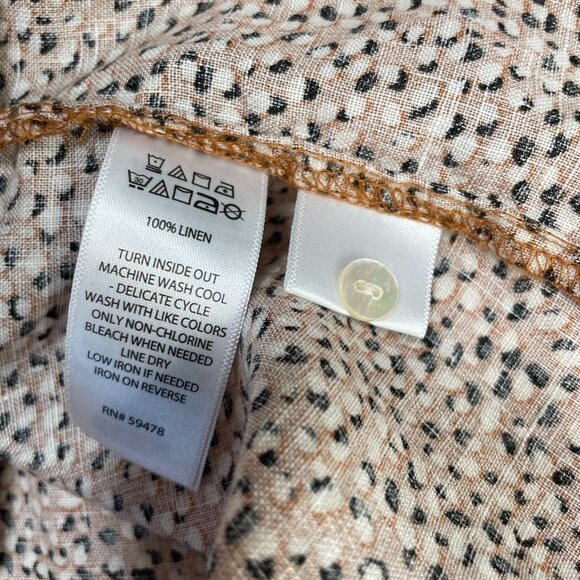 100% LINEN
TURN INSIDE OUT
MACHINE WASH COOL
- DELICATE CYCLE
WASH WITH LIKE COLORS
ONLY NON-CHLORINE
BLEACH WHEN NEEDED
LINE DRY
LOW IRON IF NEEDED
IRON ON REVERSE
RN# 59478